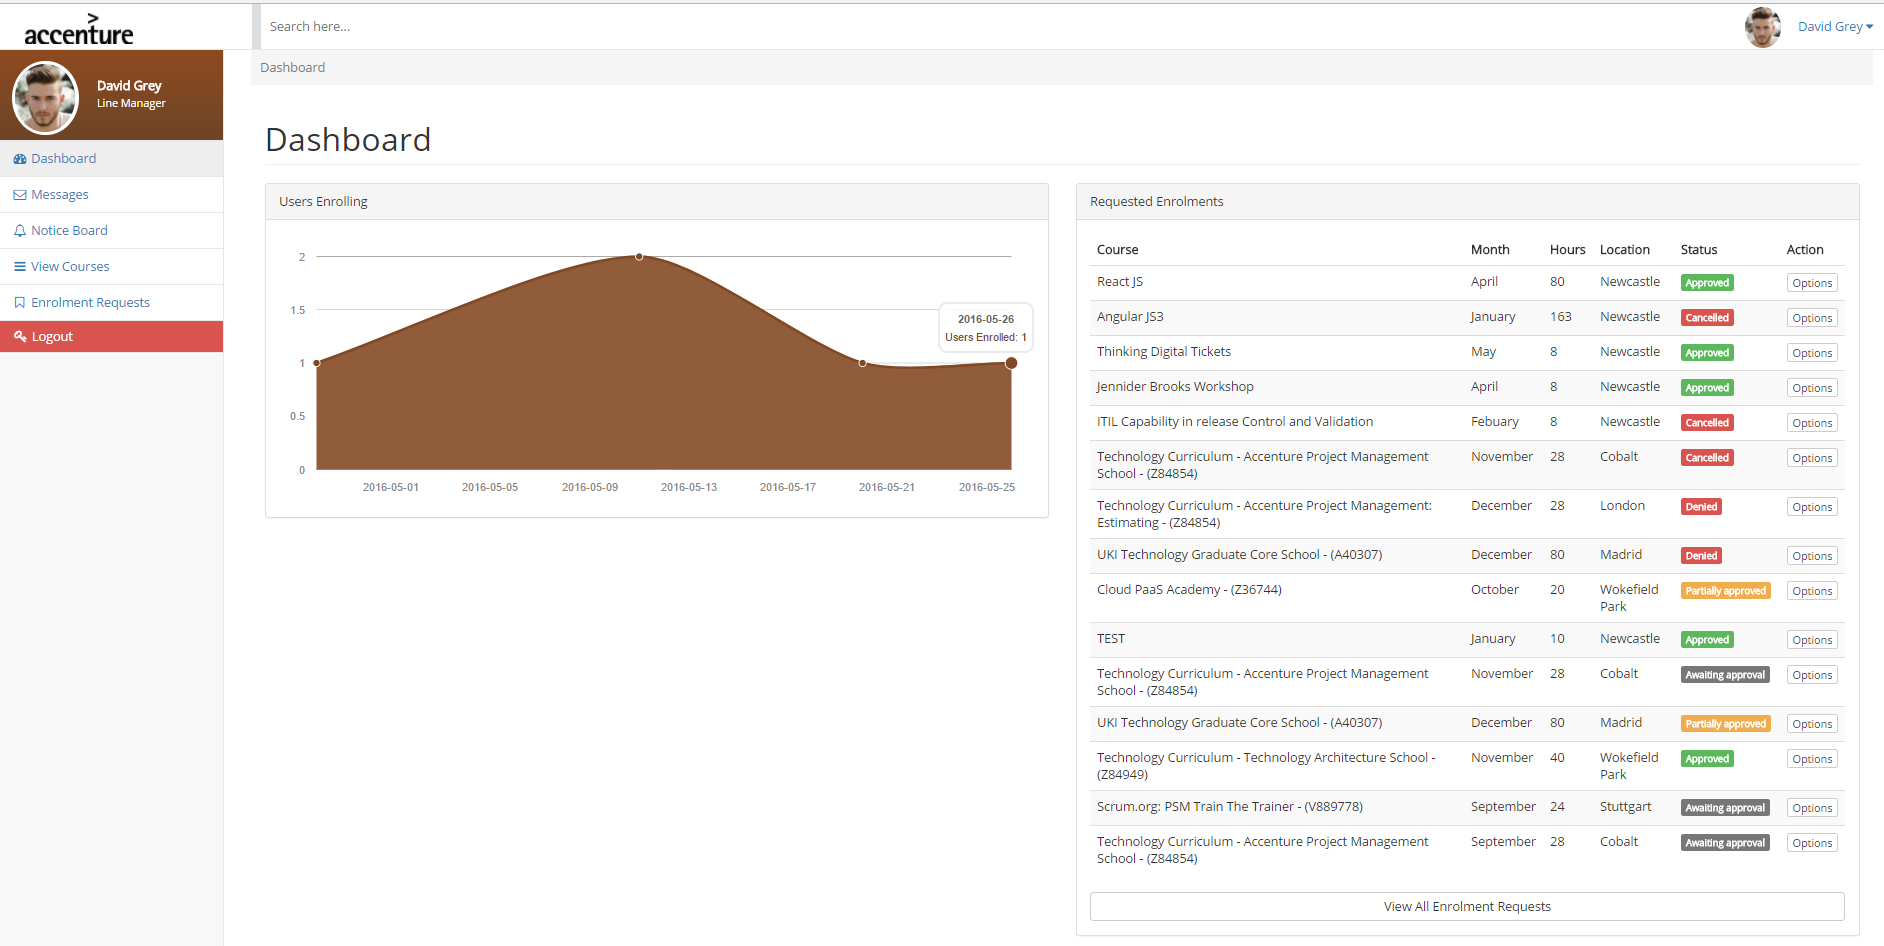 accenture
Search here...
David Grey
David Grey
Line Manager
Dashboard
Messages
Notice Board
View Courses
Enrolment Requests
Logout
Dashboard
Dashboard
Users Enrolling
2
1.5
1
0.5
0
2016-05-26
Users Enrolled: 1
2016-05-01 2016-05-05 2016-05-09 2016-05-13 2016-05-17 2016-05-21 2016-05-25
Requested Enrolments
Course Month Hours Location Status Action
React JS April 80 Newcastle Approved Options
Angular JS3 January 163 Newcastle Cancelled Options
Thinking Digital Tickets May 8 Newcastle Approved Options
Jennider Brooks Workshop April 8 Newcastle Approved Options
ITIL Capability in release Control and Validation Febuary 8 Newcastle Cancelled Options
Technology Curriculum - Accenture Project Management November 28 Cobalt Cancelled Options
School - (Z84854)
Technology Curriculum - Accenture Project Management: December 28 London Denied Options
Estimating - (Z84854)
UKI Technology Graduate Core School - (A40307) December 80 Madrid Denied Options
Cloud PaaS Academy - (Z36744) October 20 Wokefield Partially approved Options
Park
TEST January 10 Newcastle Approved Options
Technology Curriculum - Accenture Project Management November 28 Cobalt Awaiting approval Options
School - (Z84854)
UKI Technology Graduate Core School - (A40307) December 80 Madrid Partially approved Options
Technology Curriculum - Technology Architecture School - November 40 Wokefield Approved Options
(Z84949) Park
Scrum.org: PSM Train The Trainer - (V889778) September 24 Stuttgart Awaiting approval Options
Technology Curriculum - Accenture Project Management September 28 Cobalt Awaiting approval Options
School - (Z84854)
View All Enrolment Requests